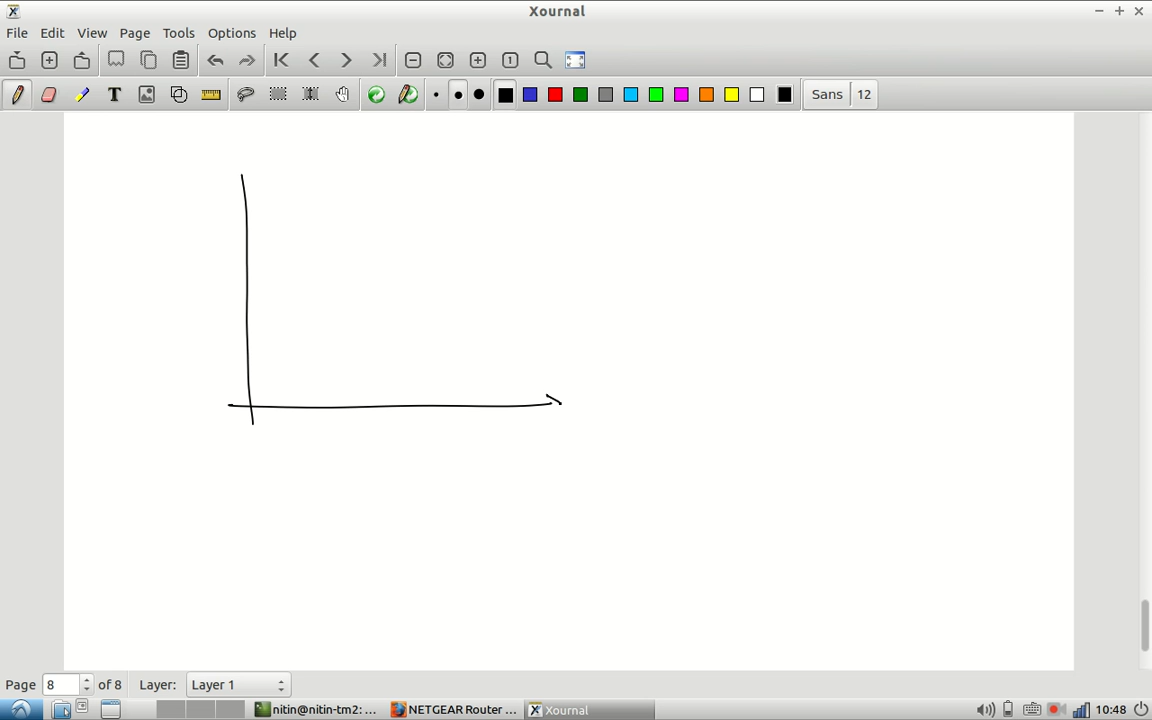 Xournal
File Edit View Page Tools Options Help
Sans 12
Page 8 of 8 Layer: Layer 1
nitin@nitin-tm2: ... NETGEAR Router ... Xournal 10:48